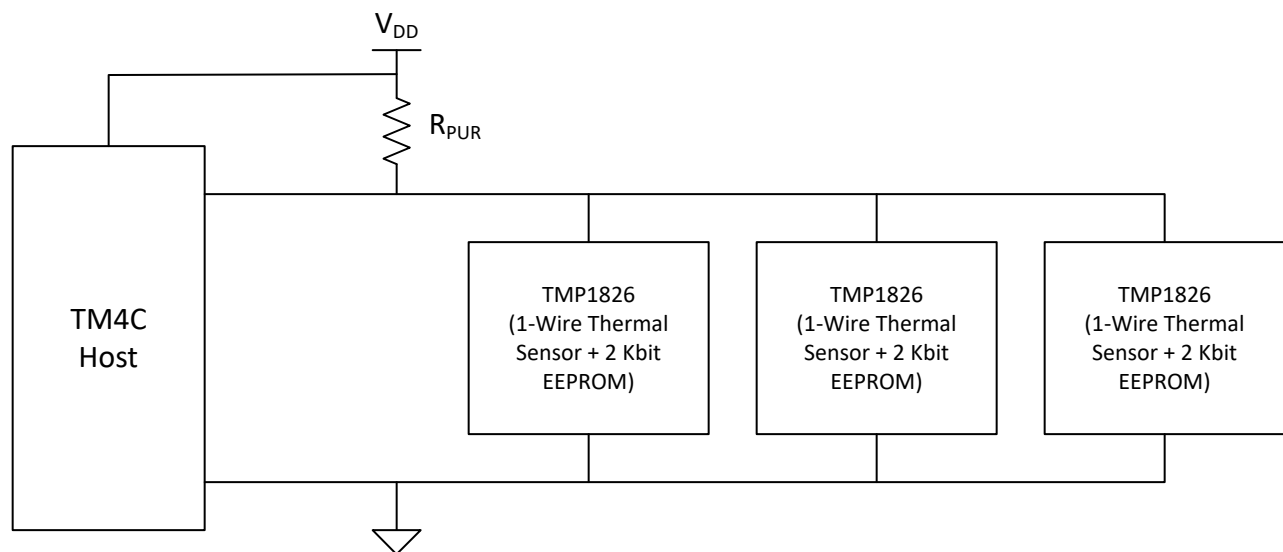 V_DD
R_PUR
TM4C
Host
TMP1826
(1-Wire Thermal
Sensor + 2 Kbit
EEPROM)
TMP1826
(1-Wire Thermal
Sensor + 2 Kbit
EEPROM)
TMP1826
(1-Wire Thermal
Sensor + 2 Kbit
EEPROM)